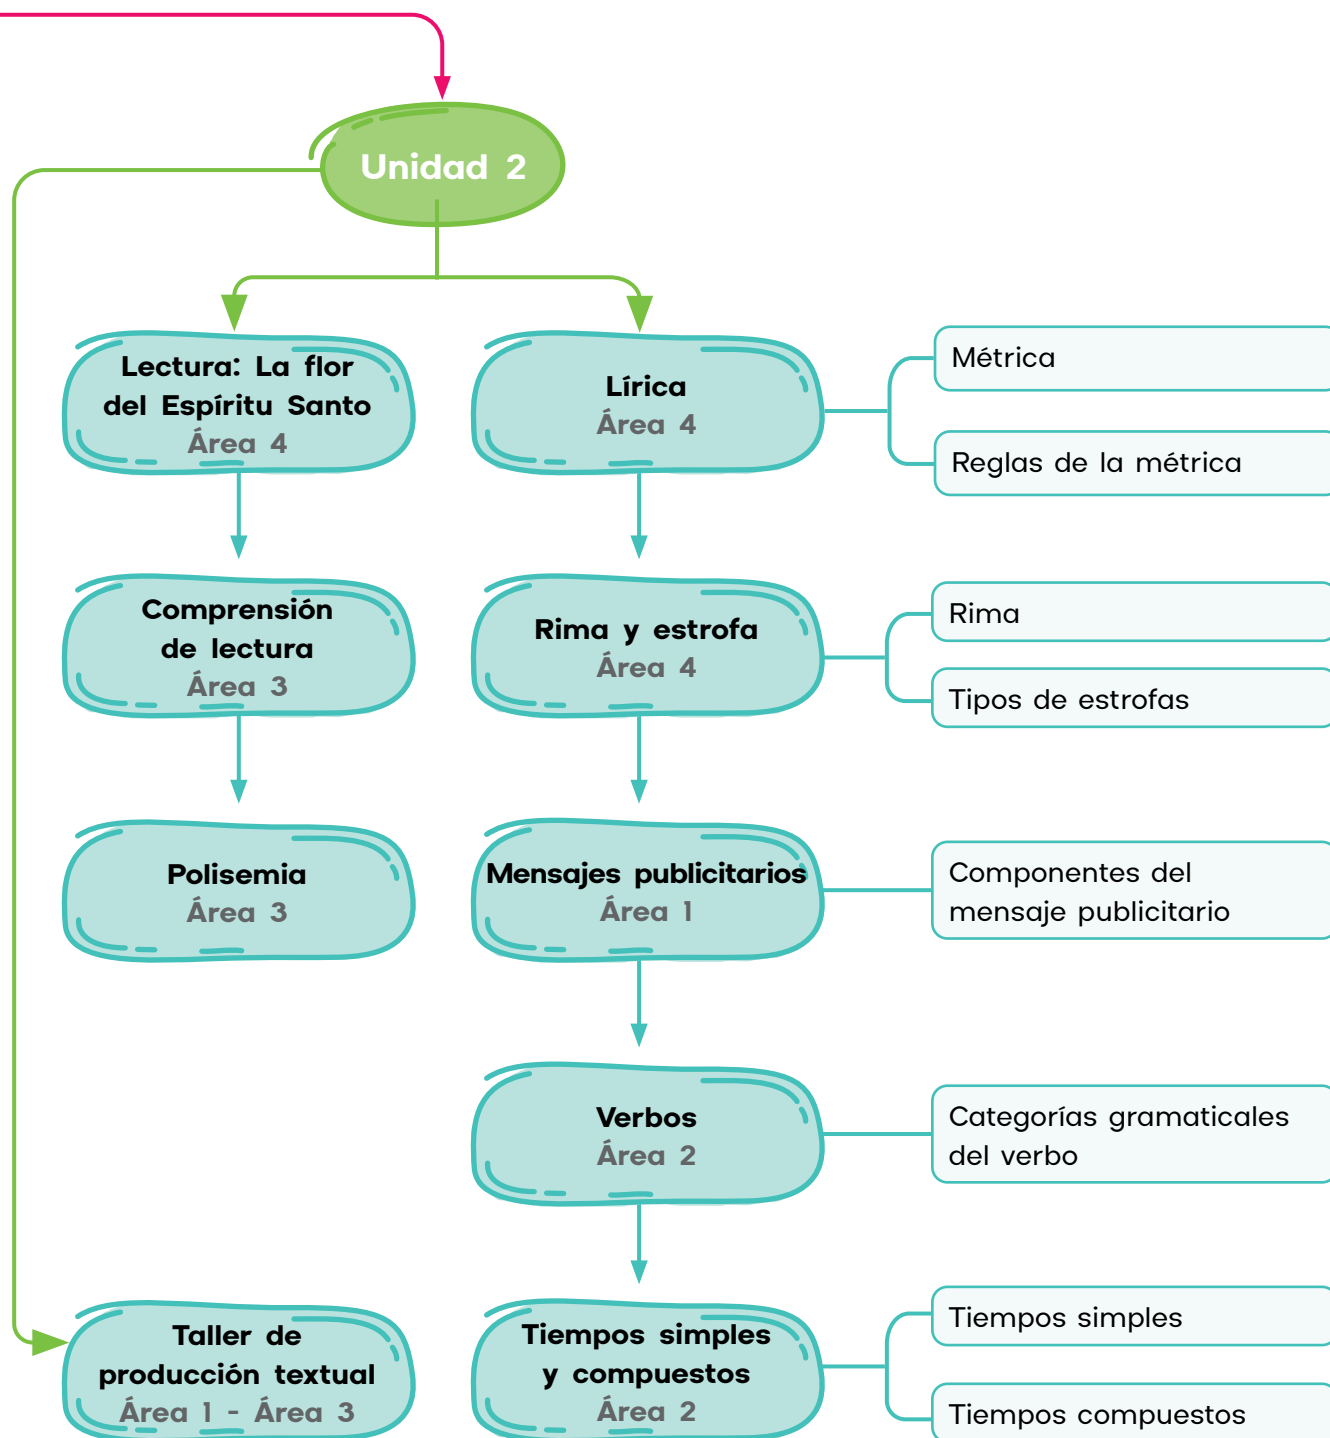 Unidad 2
Lectura: La flor
del Espíritu Santo
Área 4
Comprensión
de lectura
Área 3
Polisemia
Área 3
Taller de
producción textual
Área 1 - Área 3
Lírica
Área 4
Métrica
Reglas de la métrica
Rima y estrofa
Área 4
Rima
Tipos de estrofas
Mensajes publicitarios
Área 1
Componentes del
mensaje publicitario
Verbos
Área 2
Categorías gramaticales
del verbo
Tiempos simples
y compuestos
Área 2
Tiempos simples
Tiempos compuestos